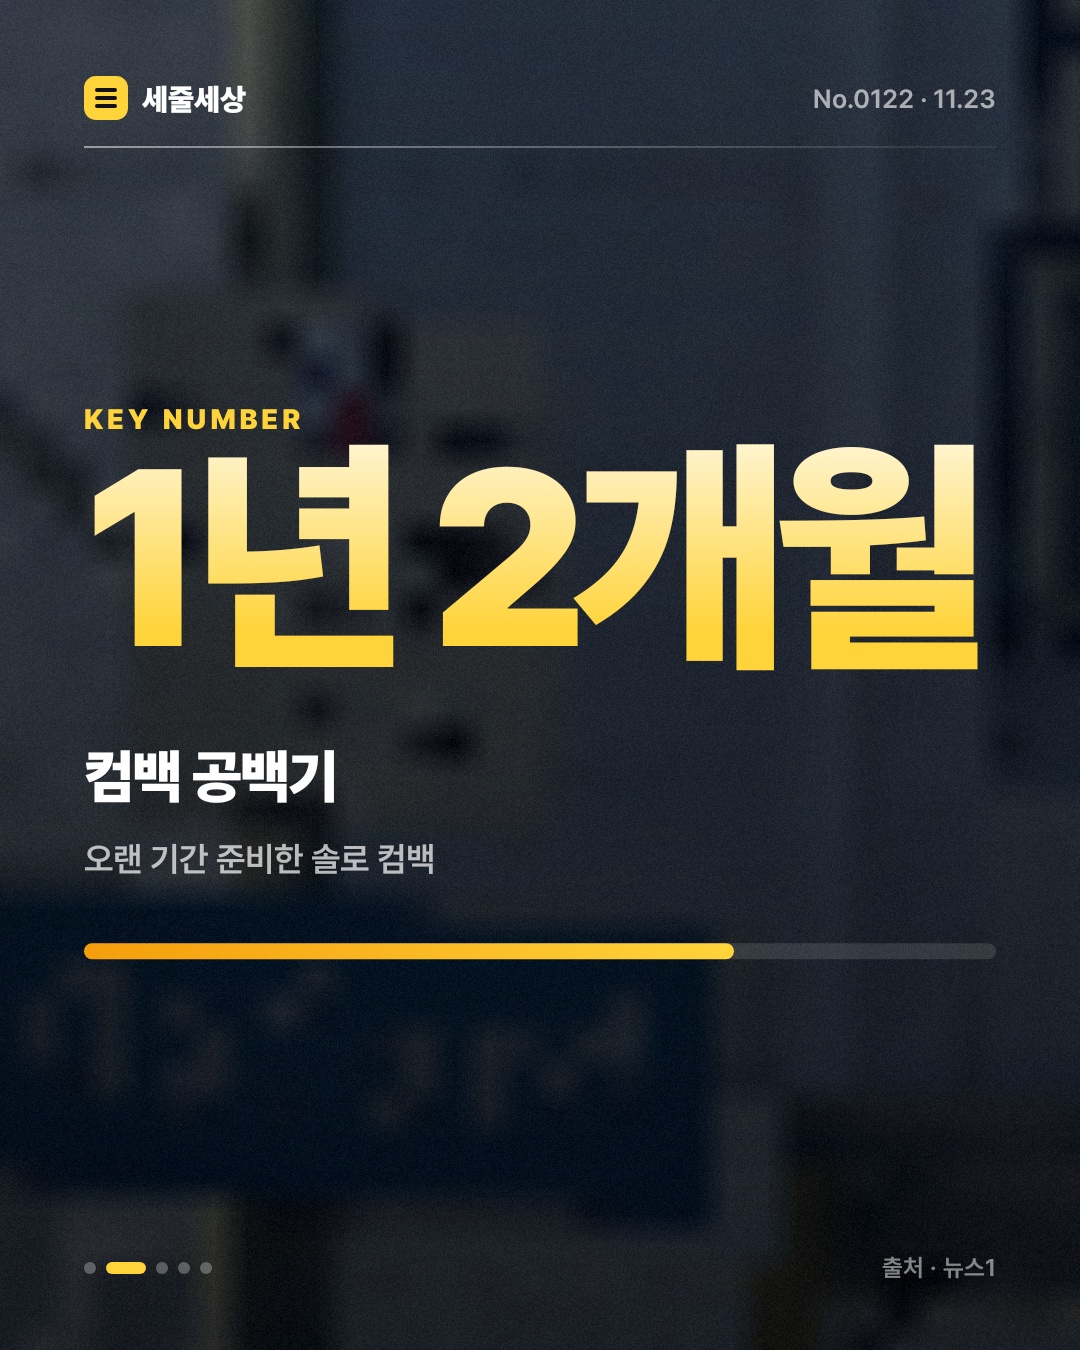 세줄세상
No.0122 · 11.23
KEY NUMBER
1년 2개월
컴백 공백기
오랜 기간 준비한 솔로 컴백
출처 · 뉴스1